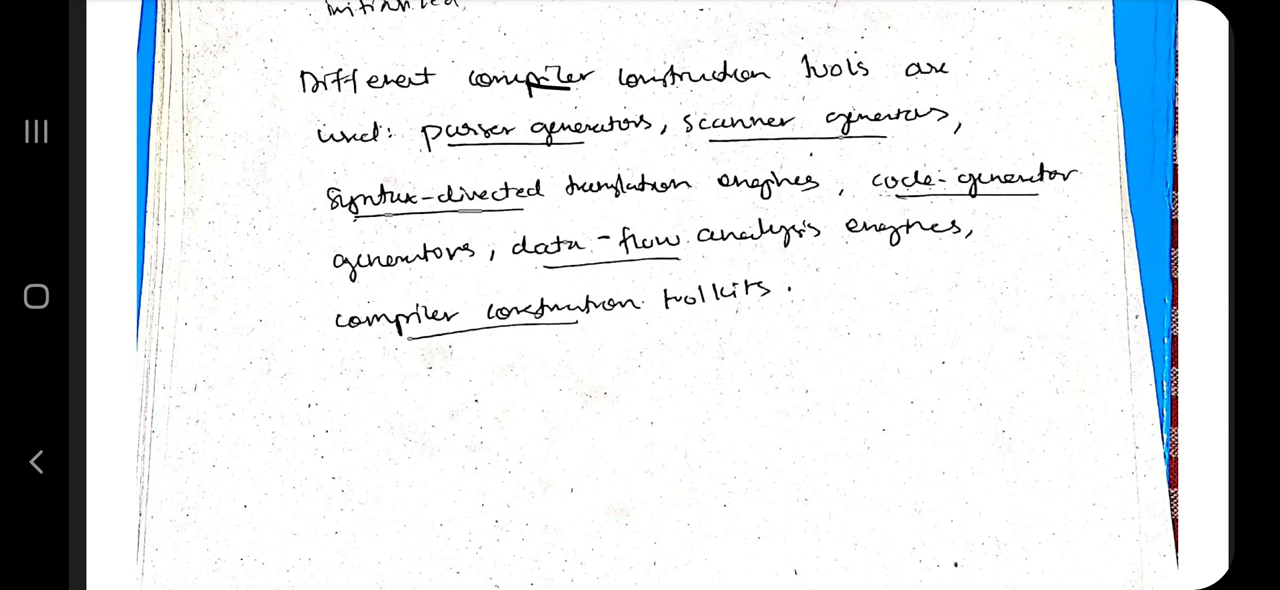 Different compiler construction tools are
used: parser generators, scanner generators,
Syntax-directed translation engines, code-generator
generators, data-flow analysis engines,
compiler construction toolkits.